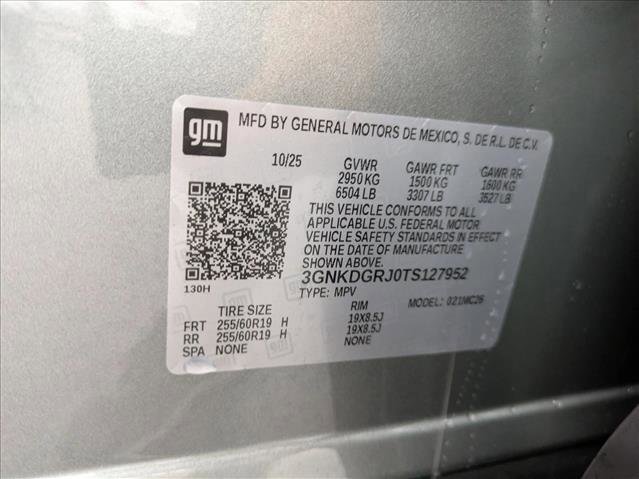 gm
MFD BY GENERAL MOTORS DE MEXICO, S. DE R.L. DE C.V.
10/25 GVWR GAWR FRT GAWR RR
2950 KG 1500 KG 1600 KG
6504 LB 3307 LB 3527 LB
THIS VEHICLE CONFORMS TO ALL
APPLICABLE U.S. FEDERAL MOTOR
VEHICLE SAFETY STANDARDS IN EFFECT
ON THE DATE OF MANUFACTURE
SHOWN ABOVE.
3GNKDGRJ0TS127952
130H TYPE: MPV MODEL: 021MC26
TIRE SIZE RIM
FRT 255/60R19 H 19X8.5J
RR 255/60R19 H 19X8.5J
SPA NONE NONE